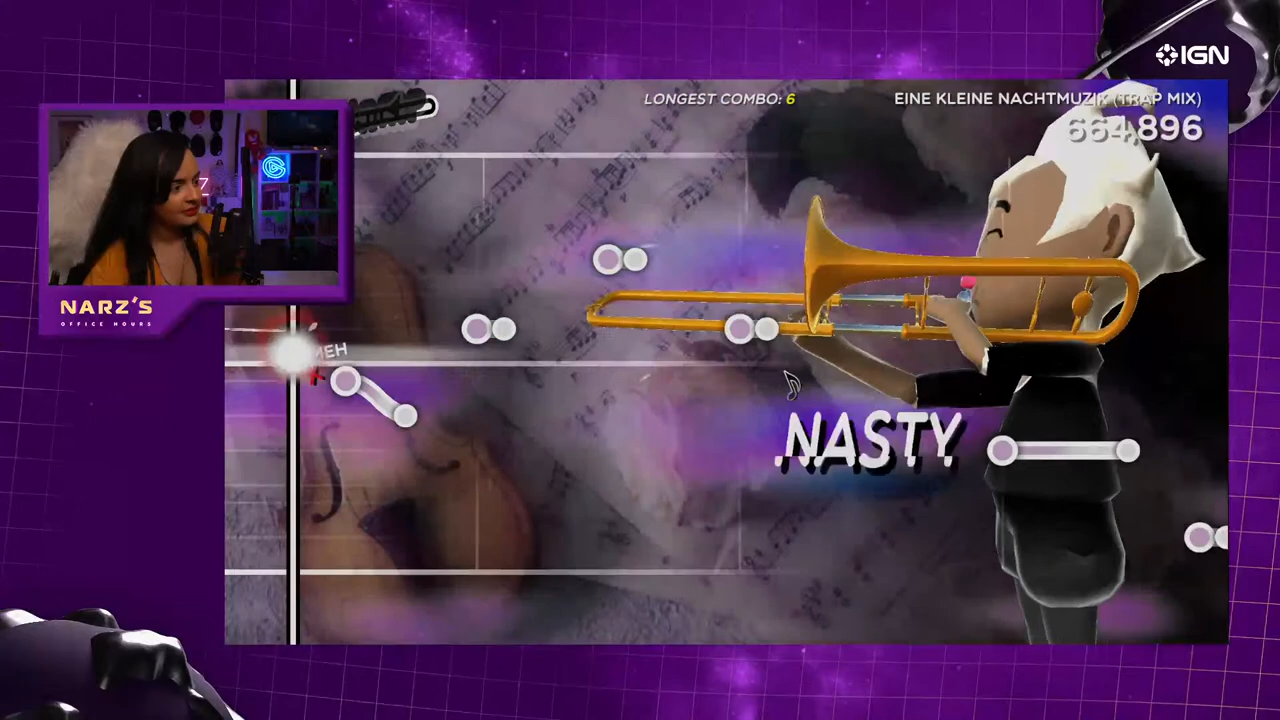 IGN
LONGEST COMBO: 6
EINE KLEINE NACHTMUZIK (TRAP MIX)
664,896
NARZ'S
OFFICE HOURS
MEH
X
NASTY